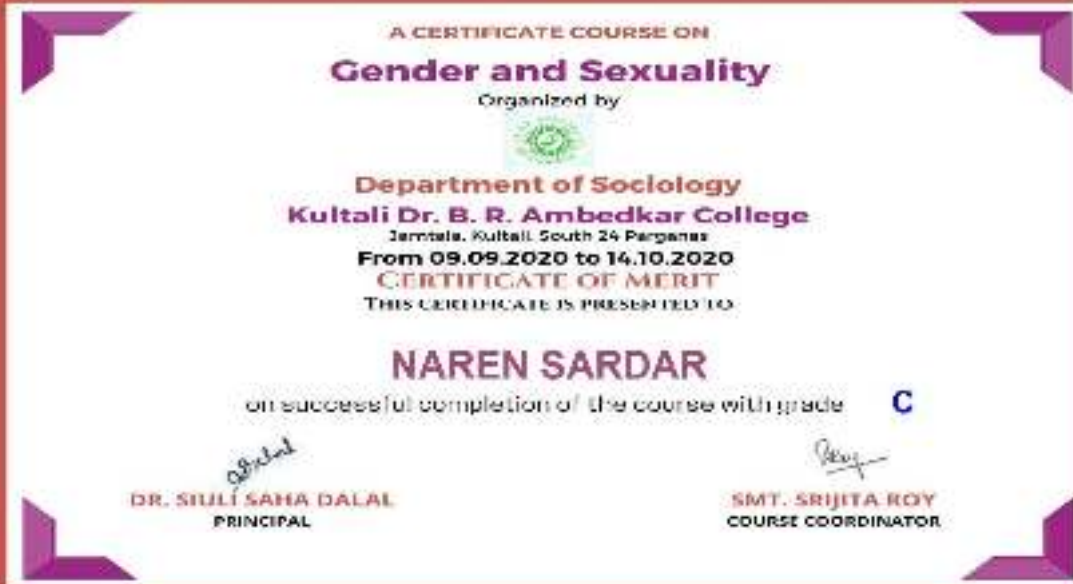 A CERTIFICATE COURSE ON
Gender and Sexuality
Organized by
Department of Sociology
Kultali Dr. B. R. Ambedkar College
Jamtala, Kultali, South 24 Parganas
From 09.09.2020 to 14.10.2020
CERTIFICATE OF MERIT
THIS CERTIFICATE IS PRESENTED TO
NAREN SARDAR
on successful completion of the course with grade C
DR. SIULI SAHA DALAL
PRINCIPAL
SMT. SRIJITA ROY
COURSE COORDINATOR